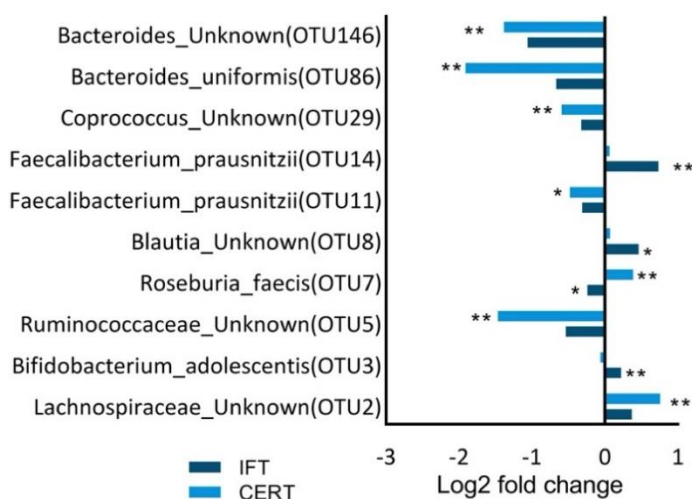 Bacteroides_Unknown(OTU146) **
Bacteroides_uniformis(OTU86) **
Coprococcus_Unknown(OTU29) **
Faecalibacterium_prausnitzii(OTU14) **
Faecalibacterium_prausnitzii(OTU11) *
Blautia_Unknown(OTU8) *
Roseburia_faecis(OTU7) **
*
Ruminococcaceae_Unknown(OTU5) **
Bifidobacterium_adolescentis(OTU3) **
Lachnospiraceae_Unknown(OTU2) **
-3 -2 -1 0 1
IFT
CERT
Log2 fold change